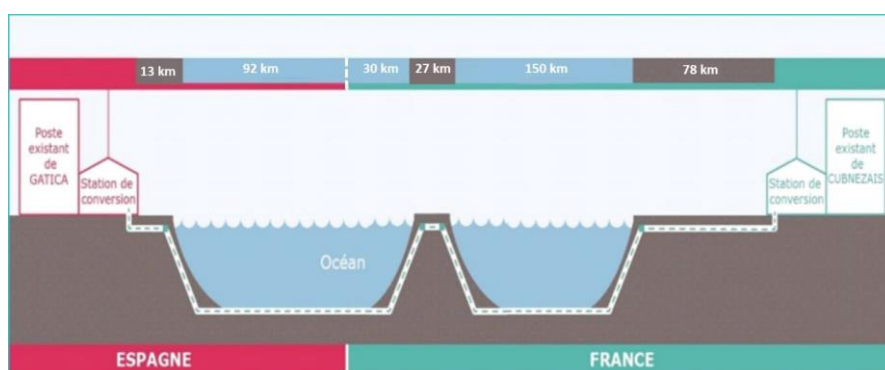 13 km 92 km 30 km 27 km 150 km 78 km
Poste
existant
de
GATICA
Station de
conversion
Océan
Station de
conversion
Poste
existant
de
CUBNEZAIS
ESPAGNE FRANCE